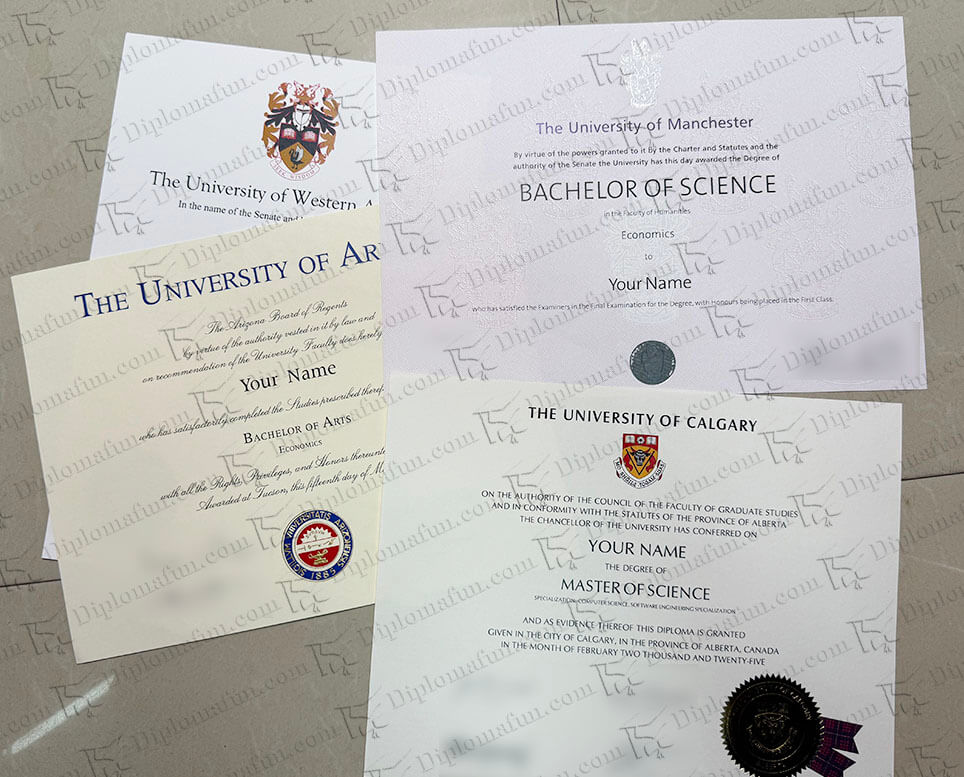 SEEK WISDOM
The University of Western A
In the name of the Senate and
The University of Manchester
By virtue of the powers granted to it by the Charter and Statutes and the
authority of the Senate the University has this day awarded the Degree of
BACHELOR OF SCIENCE
in the Faculty of Humanities
Economics
to
Your Name
who has satisfied the Examiners in the Final Examination for the Degree, with Honours being placed in the First Class.
THE UNIVERSITY OF AR
The Arizona Board of Regents
by virtue of the authority vested in it by law and
on recommendation of the University Faculty does hereby
Your Name
who has satisfactorily completed the Studies prescribed theref
BACHELOR OF ARTS
ECONOMICS
with all the Rights, Privileges, and Honors thereunto
Awarded at Tucson, this fifteenth day of M
SIGILLUM UNIVERSITATIS ARIZONENSIS
1885
THE UNIVERSITY OF CALGARY
ON THE AUTHORITY OF THE COUNCIL OF THE FACULTY OF GRADUATE STUDIES
AND IN CONFORMITY WITH THE STATUTES OF THE PROVINCE OF ALBERTA
THE CHANCELLOR OF THE UNIVERSITY HAS CONFERRED ON
YOUR NAME
THE DEGREE OF
MASTER OF SCIENCE
SPECIALIZATION: COMPUTER SCIENCE, SOFTWARE ENGINEERING SPECIALIZATION
AND AS EVIDENCE THEREOF THIS DIPLOMA IS GRANTED
GIVEN IN THE CITY OF CALGARY, IN THE PROVINCE OF ALBERTA, CANADA
IN THE MONTH OF FEBRUARY TWO THOUSAND AND TWENTY-FIVE
Diplomafun.com